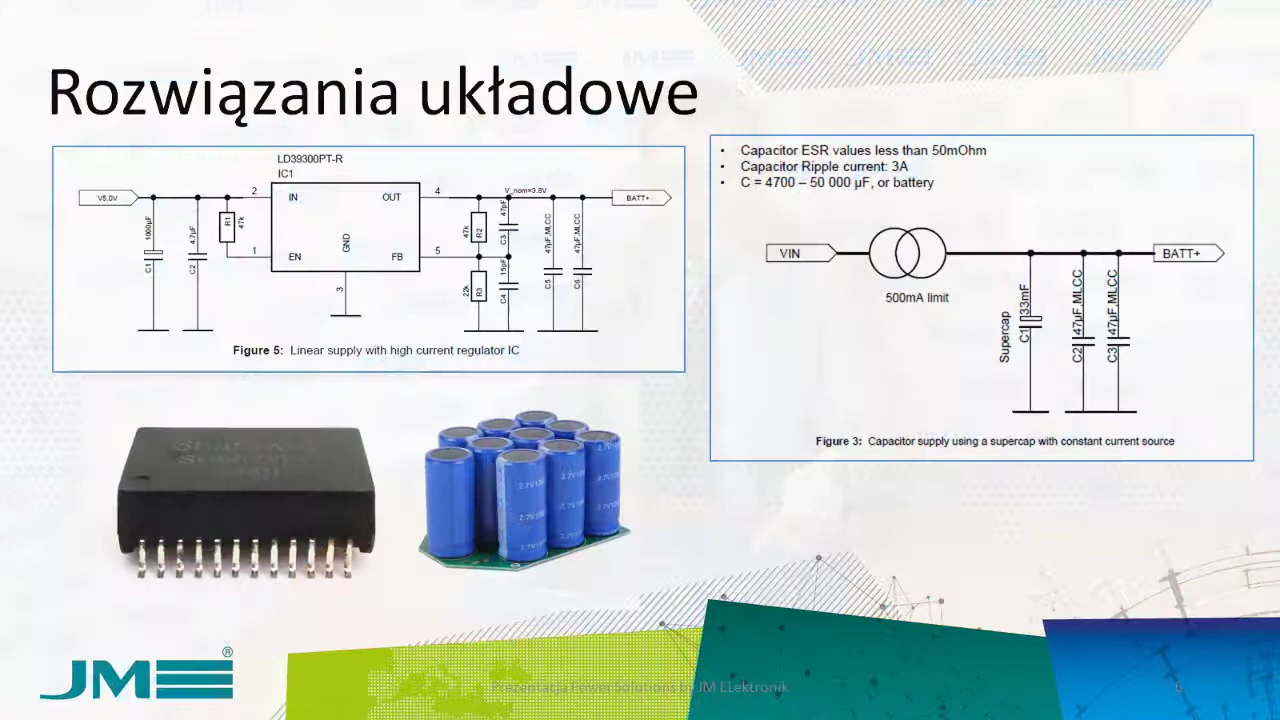 Rozwiązania układowe
LD39300PT-R
IC1
V5.0V
1000µF
C1
4.7µF
C2
R1
47k
2
1
IN
EN
GND
OUT
FB
3
4
5
V_nom=3.8V
47k
R2
22k
R3
47pF
C3
15pF
C4
47µF,MLCC
C5
47µF,MLCC
C6
BATT+
Figure 5: Linear supply with high current regulator IC
• Capacitor ESR values less than 50mOhm
• Capacitor Ripple current: 3A
• C = 4700 – 50 000 µF, or battery
VIN
500mA limit
Supercap
C1
33mF
C2
47µF,MLCC
C3
47µF,MLCC
BATT+
Figure 3: Capacitor supply using a supercap with constant current source
JME®
Prezentacja Power Solutions by JM ELektronik
6